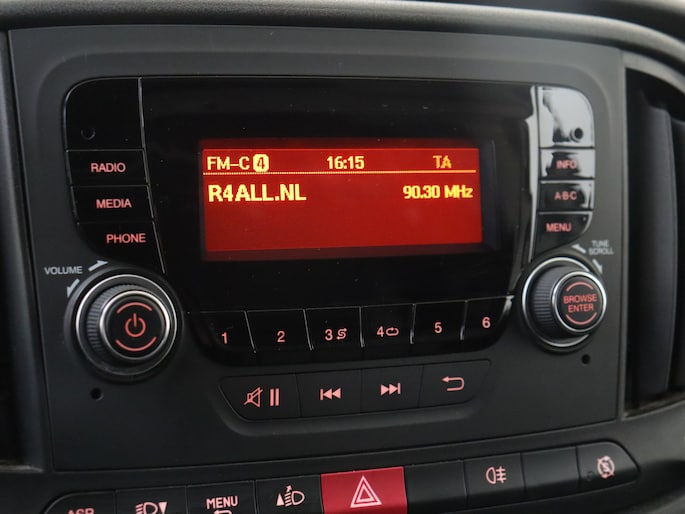 FM-C 4 16:15 TA
R4ALL.NL 90.30 MHz
RADIO
MEDIA
PHONE
INFO
A-B-C
MENU
VOLUME
TUNE
SCROLL
BROWSE
ENTER
1 2 3 4 5 6
ASR
MENU